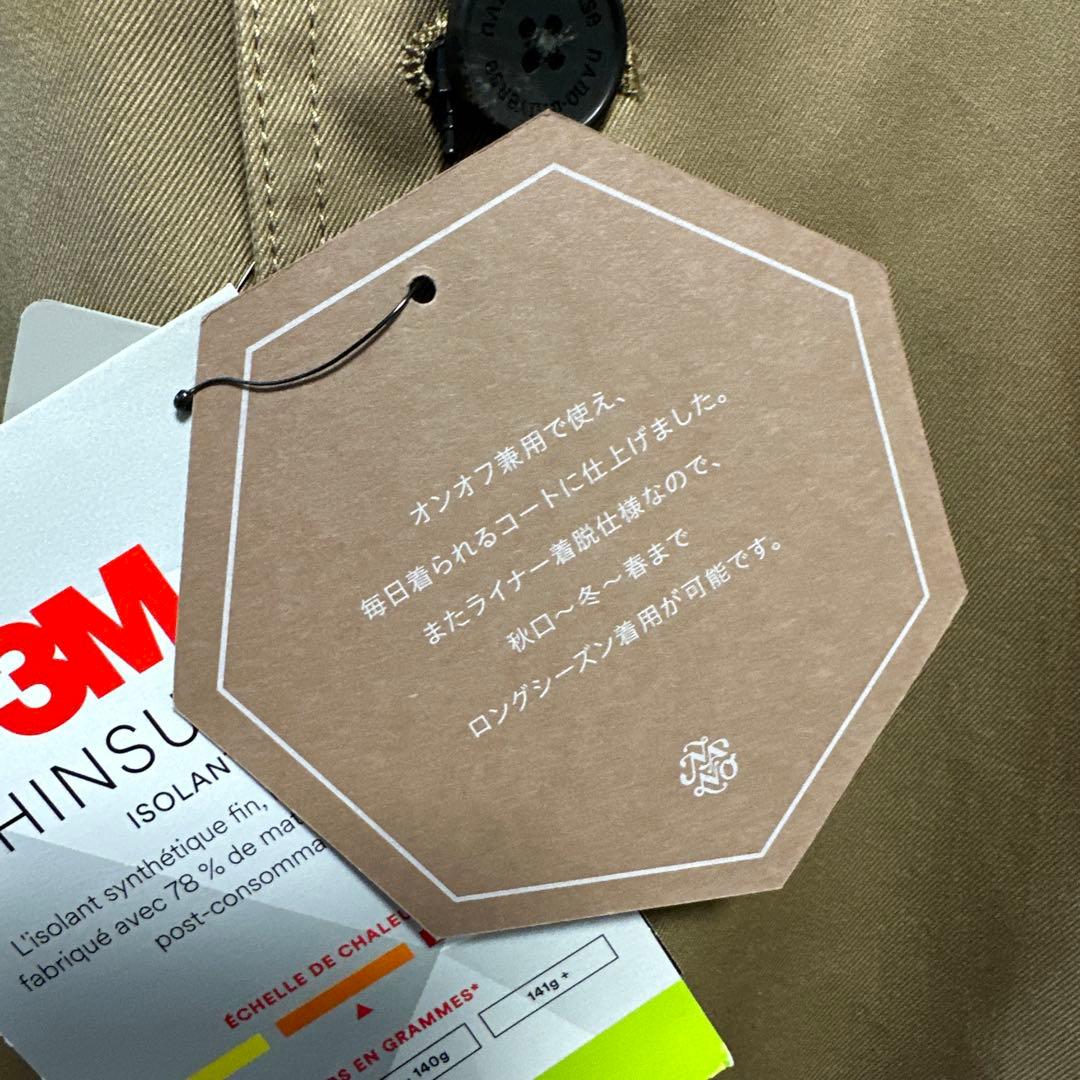 オンオフ兼用で使え、
毎日着られるコートに仕上げました。
またライナー着脱仕様なので、
秋口～冬～春まで
ロングシーズン着用が可能です。
3M
HINSU
ISOLANT
L'isolant synthétique fin,
fabriqué avec 78 % de
post-consomma
ÉCHELLE DE CHALEU
EN GRAMMES*
140g
141g +